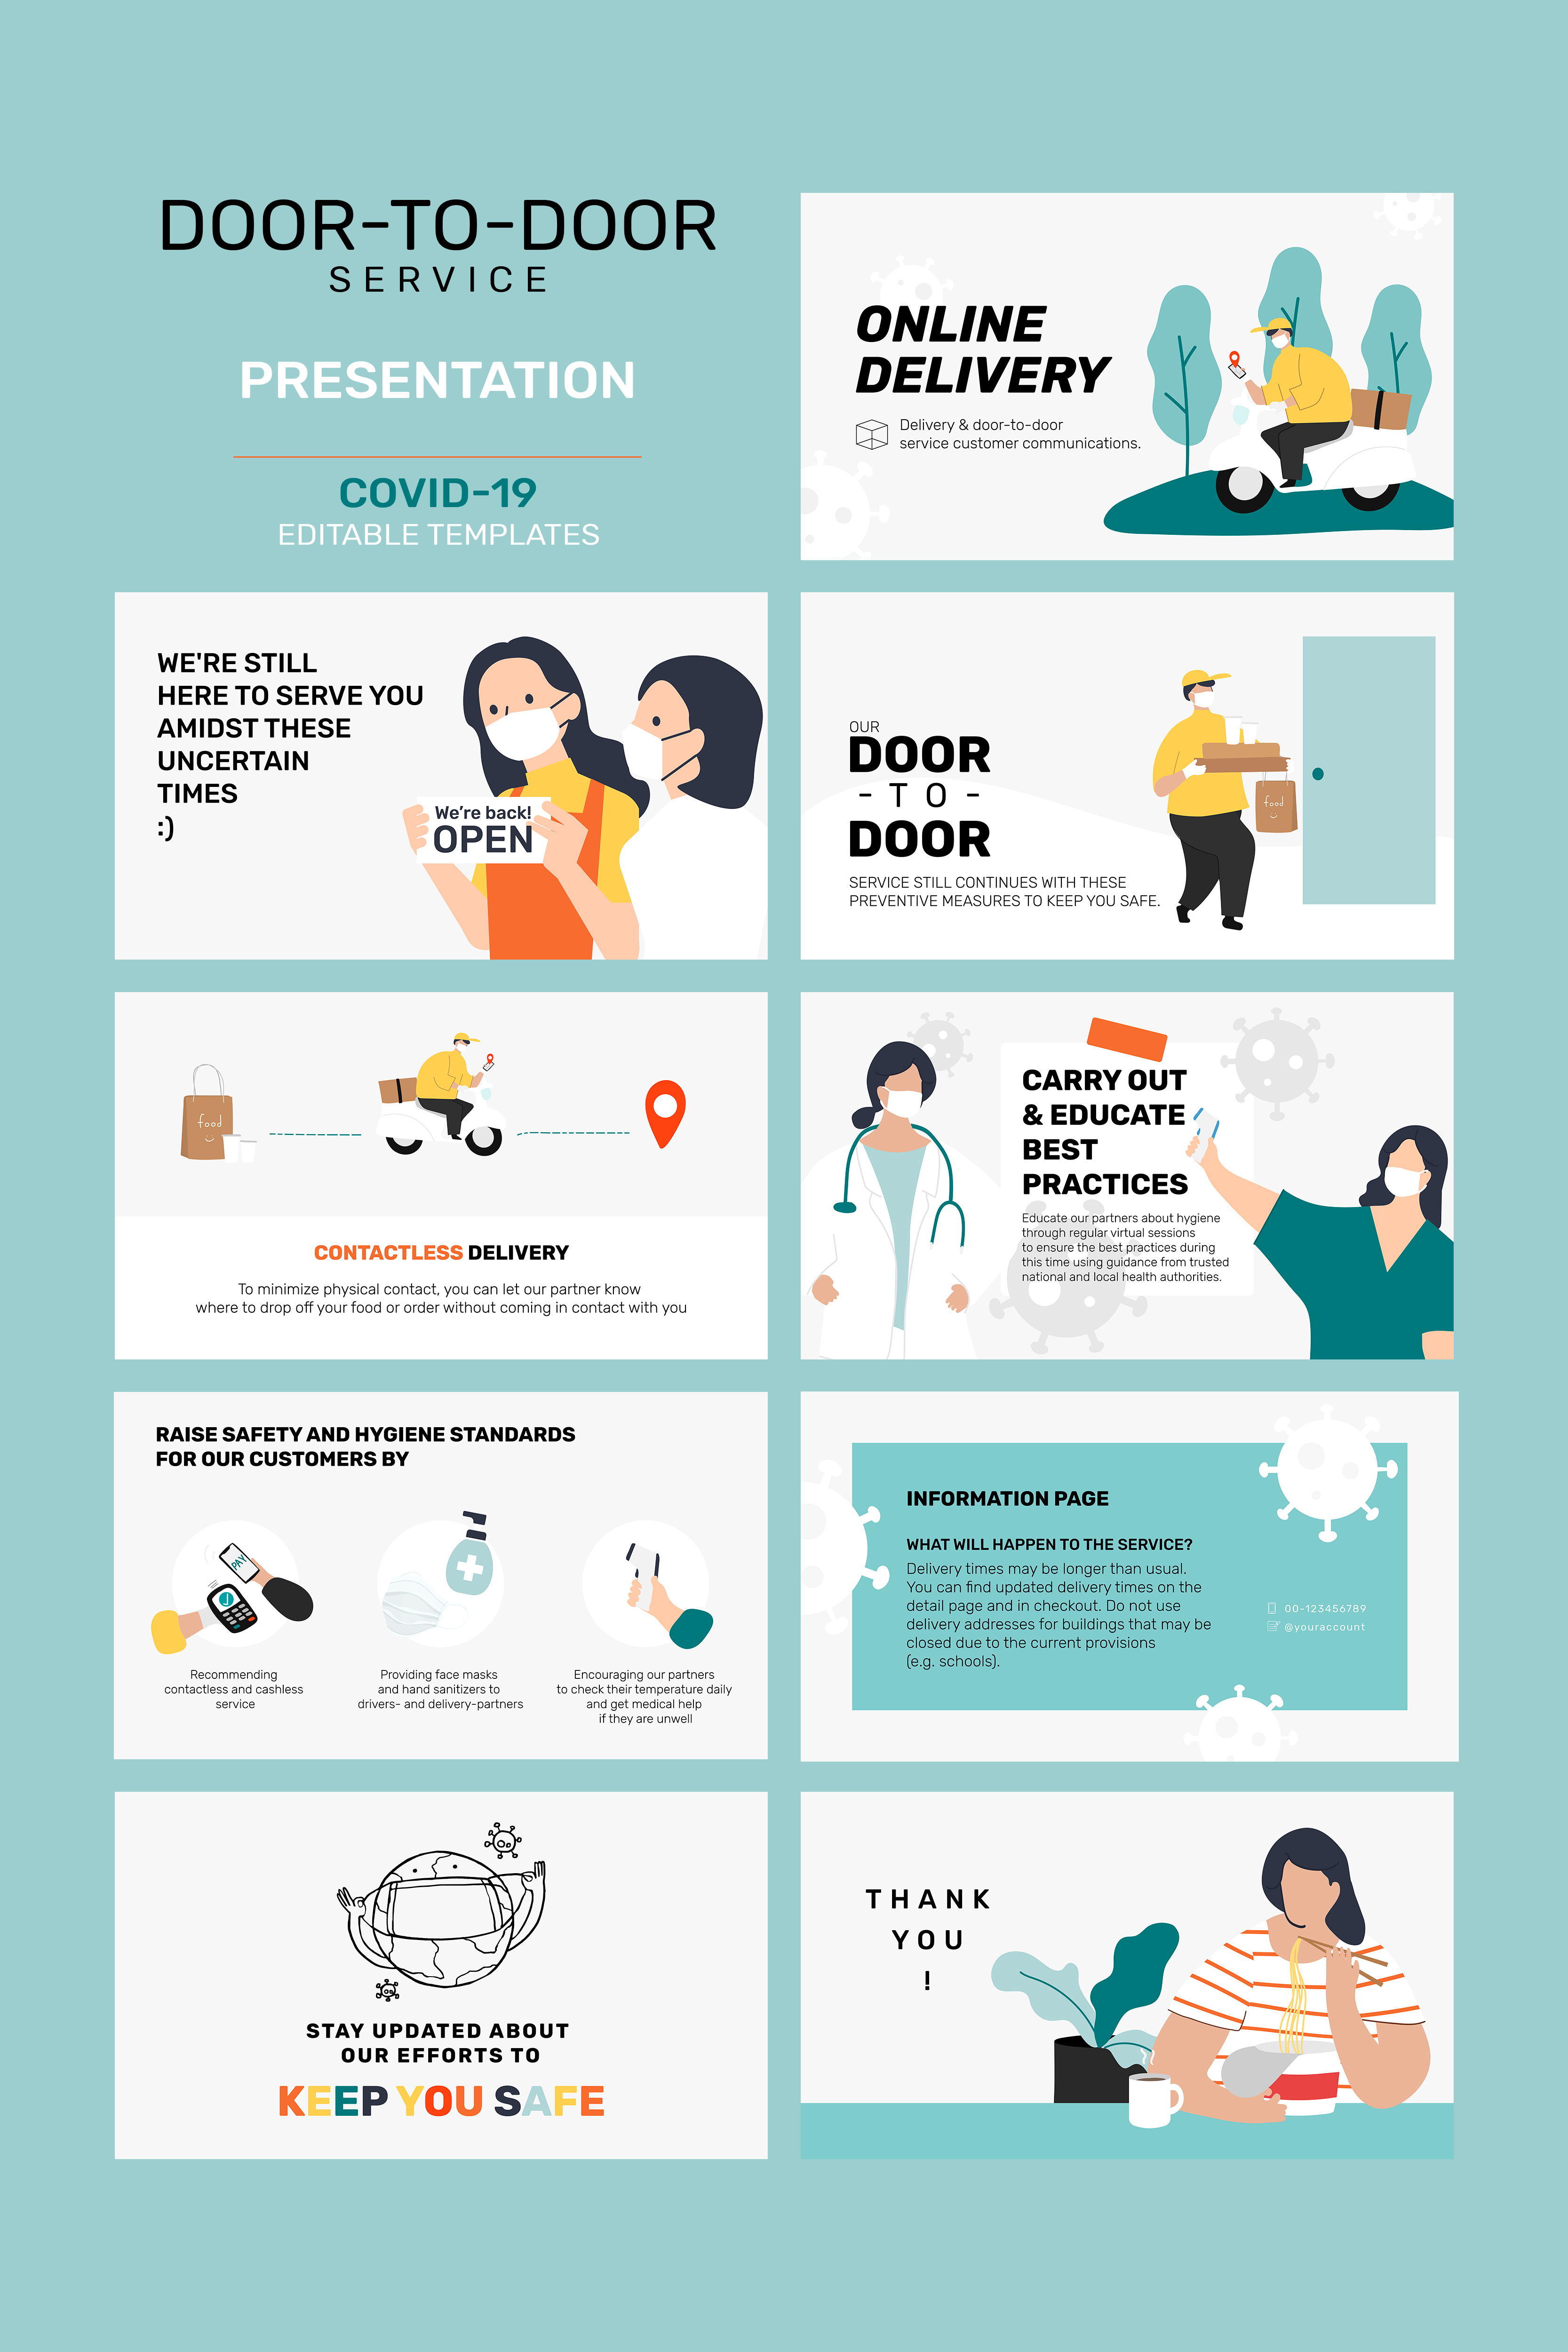 DOOR-TO-DOOR
SERVICE
PRESENTATION
COVID-19
EDITABLE TEMPLATES
ONLINE
DELIVERY
Delivery & door-to-door
service customer communications.
WE'RE STILL
HERE TO SERVE YOU
AMIDST THESE
UNCERTAIN
TIMES
:)
We're back!
OPEN
OUR
DOOR
- TO -
DOOR
SERVICE STILL CONTINUES WITH THESE
PREVENTIVE MEASURES TO KEEP YOU SAFE.
food
food
CONTACTLESS DELIVERY
To minimize physical contact, you can let our partner know
where to drop off your food or order without coming in contact with you
CARRY OUT
& EDUCATE
BEST
PRACTICES
Educate our partners about hygiene
through regular virtual sessions
to ensure the best practices during
this time using guidance from trusted
national and local health authorities.
RAISE SAFETY AND HYGIENE STANDARDS
FOR OUR CUSTOMERS BY
PAY
Recommending
contactless and cashless
service
Providing face masks
and hand sanitizers to
drivers- and delivery-partners
Encouraging our partners
to check their temperature daily
and get medical help
if they are unwell
INFORMATION PAGE
WHAT WILL HAPPEN TO THE SERVICE?
Delivery times may be longer than usual.
You can find updated delivery times on the
detail page and in checkout. Do not use
delivery addresses for buildings that may be
closed due to the current provisions
(e.g. schools).
00-123456789
@youraccount
STAY UPDATED ABOUT
OUR EFFORTS TO
KEEP YOU SAFE
THANK
YOU
!